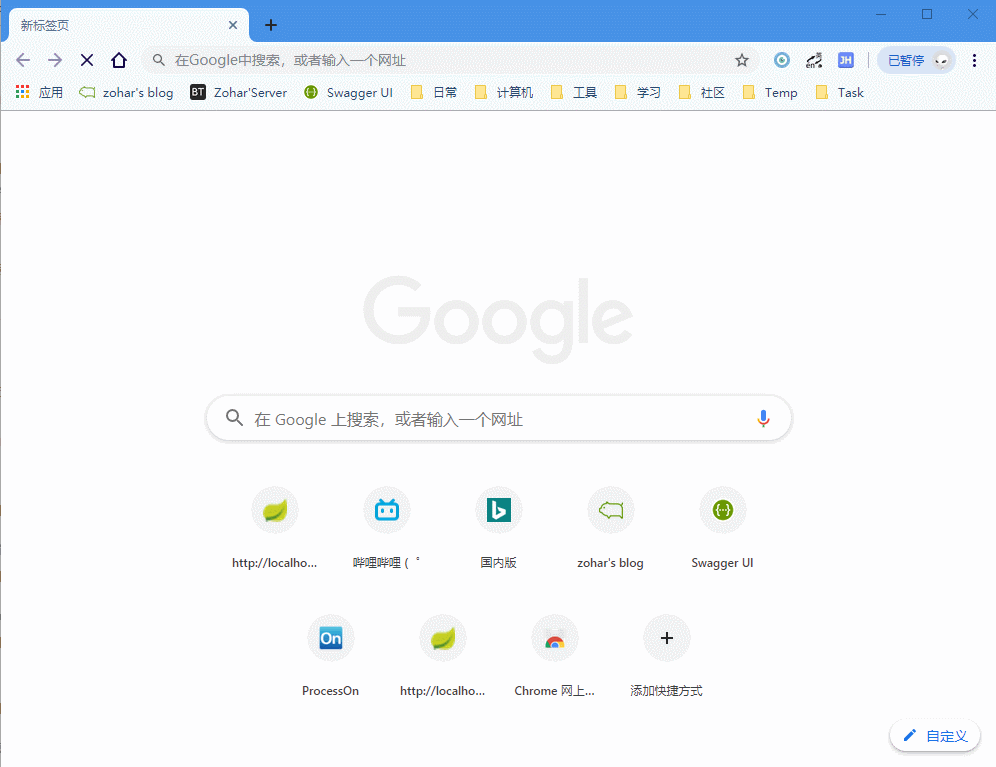 新标签页
在Google中搜索，或者输入一个网址
en
JH
已暂停
应用 zohar's blog BT Zohar'Server Swagger UI 日常 计算机 工具 学习 社区 Temp Task
Google
在 Google 上搜索，或者输入一个网址
http://localho... 哔哩哔哩 ( ゜ 国内版 zohar's blog Swagger UI
On
ProcessOn http://localho... Chrome 网上... 添加快捷方式
自定义